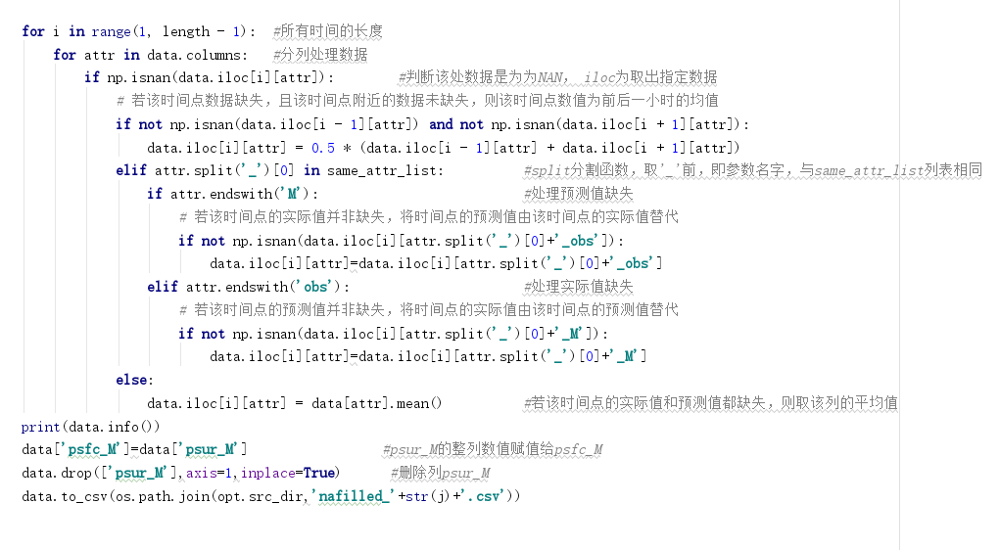 for i in range(1, length - 1):  #所有时间的长度
    for attr in data.columns:   #分列处理数据
        if np.isnan(data.iloc[i][attr]):        #判断该处数据是为为NAN， iloc为取出指定数据
            # 若该时间点数据缺失，且该时间点附近的数据未缺失，则该时间点数值为前后一小时的均值
            if not np.isnan(data.iloc[i - 1][attr]) and not np.isnan(data.iloc[i + 1][attr]):
                data.iloc[i][attr] = 0.5 * (data.iloc[i - 1][attr] + data.iloc[i + 1][attr])
            elif attr.split('_')[0] in same_attr_list:          #split分割函数，取'_'前，即参数名字，与same_attr_list列表相同
                if attr.endswith('M'):                          #处理预测值缺失
                    # 若该时间点的实际值并非缺失，将时间点的预测值由该时间点的实际值替代
                    if not np.isnan(data.iloc[i][attr.split('_')[0]+'_obs']):
                        data.iloc[i][attr]=data.iloc[i][attr.split('_')[0]+'_obs']
                elif attr.endswith('obs'):                      #处理实际值缺失
                    # 若该时间点的预测值并非缺失，将时间点的实际值由该时间点的预测值替代
                    if not np.isnan(data.iloc[i][attr.split('_')[0]+'_M']):
                        data.iloc[i][attr]=data.iloc[i][attr.split('_')[0]+'_M']
            else:
                data.iloc[i][attr] = data[attr].mean()          #若该时间点的实际值和预测值都缺失，则取该列的平均值
print(data.info())
data['psfc_M']=data['psur_M']                 #psur_M的整列数值赋值给psfc_M
data.drop(['psur_M'],axis=1,inplace=True)      #删除列psur_M
data.to_csv(os.path.join(opt.src_dir,'nafilled_'+str(j)+'.csv'))